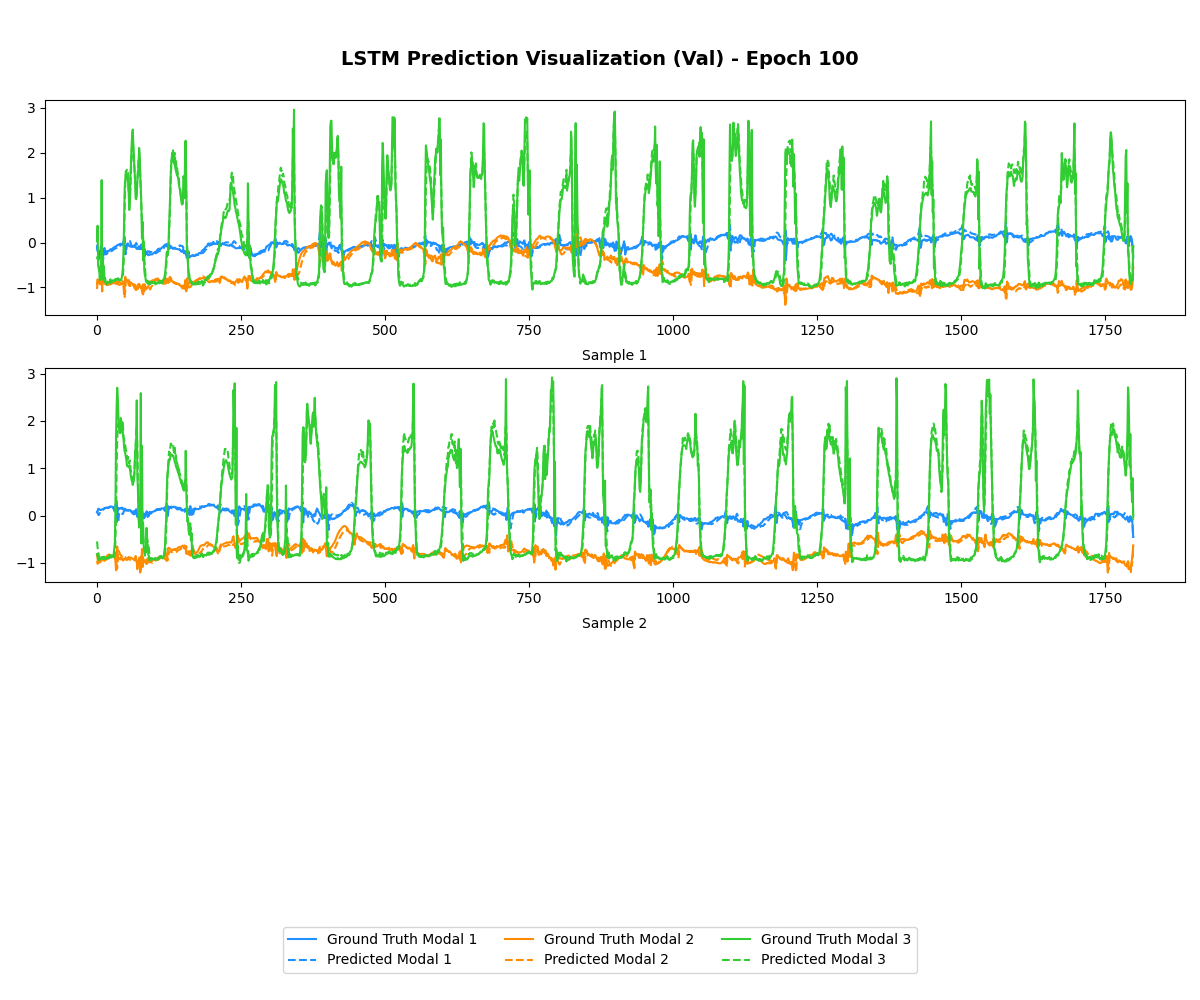 LSTM Prediction Visualization (Val) - Epoch 100
3
2
1
0
−1
0 250 500 750 1000 1250 1500 1750
Sample 1
3
2
1
0
−1
0 250 500 750 1000 1250 1500 1750
Sample 2
Ground Truth Modal 1 Ground Truth Modal 2 Ground Truth Modal 3
Predicted Modal 1 Predicted Modal 2 Predicted Modal 3